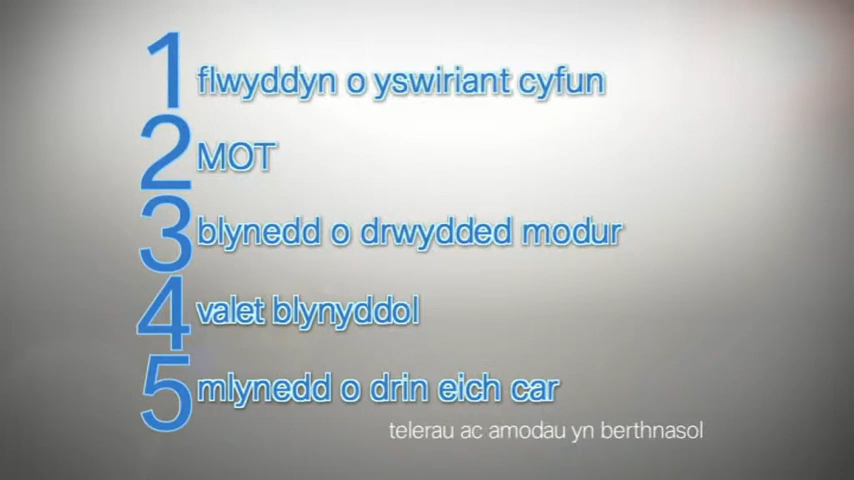 1 flwyddyn o yswiriant cyfun
2 MOT
3 blynedd o drwydded modur
4 valet blynyddol
5 mlynedd o drin eich car
telerau ac amodau yn berthnasol